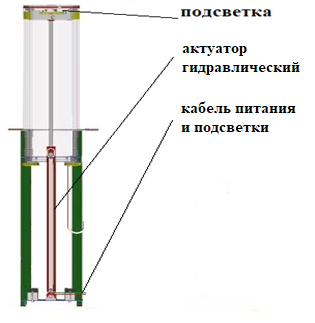 подсветка
актуатор
гидравлический
кабель питания
и подсветки